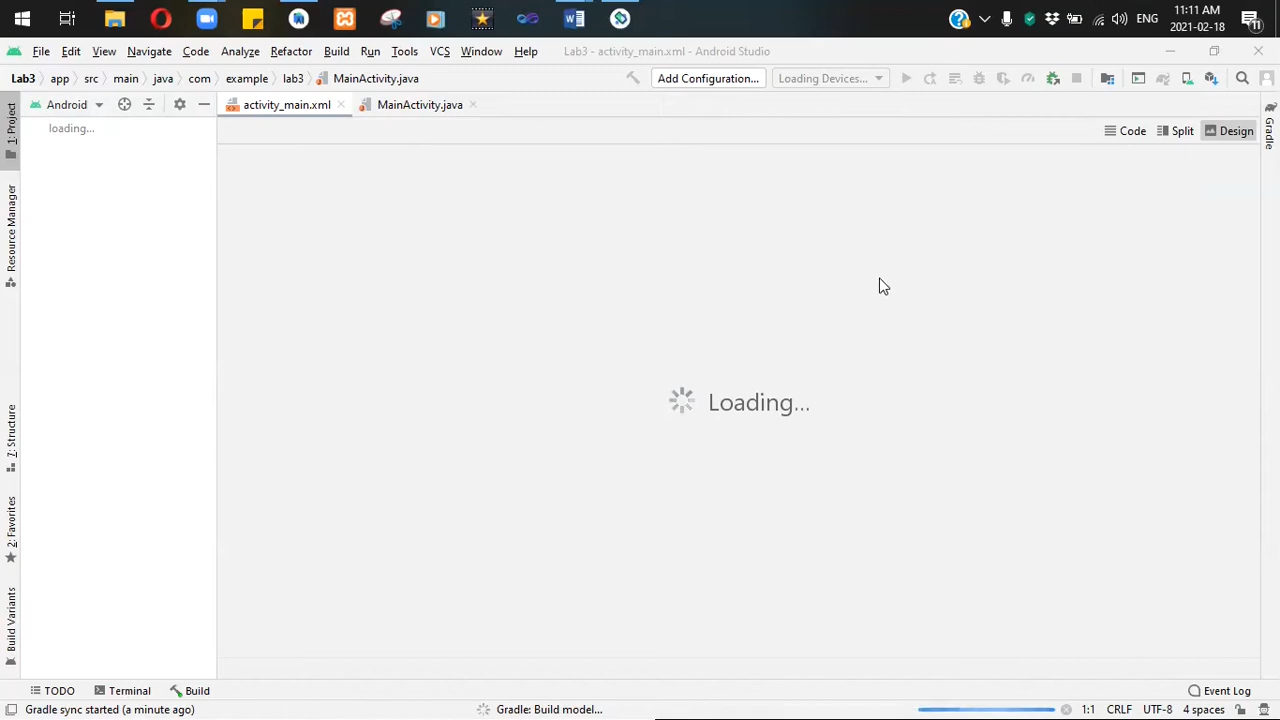 11:11 AM
ENG
2021-02-18
11
File Edit View Navigate Code Analyze Refactor Build Run Tools VCS Window Help Lab3 - activity_main.xml - Android Studio
Lab3 app src main java com example lab3 MainActivity.java Add Configuration... Loading Devices...
Android activity_main.xml MainActivity.java
loading...
Code Split Design
1: Project
Resource Manager
Z: Structure
2: Favorites
Build Variants
Gradle
Loading...
TODO Terminal Build Event Log
Gradle sync started (a minute ago) Gradle: Build model... 1:1 CRLF UTF-8 4 spaces